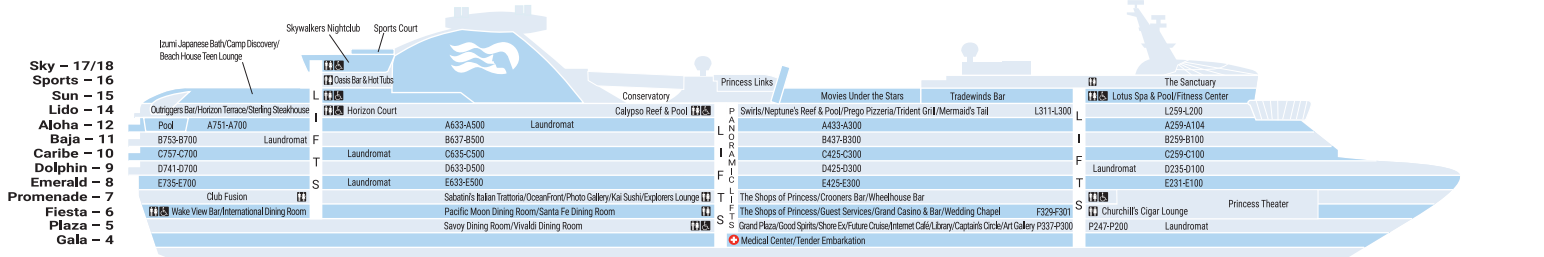 Skywalkers Nightclub
Sports Court
Izumi Japanese Bath/Camp Discovery/
Beach House Teen Lounge
Sky – 17/18
Sports – 16 Oasis Bar & Hot Tubs Princess Links The Sanctuary
Sun – 15 Conservatory Movies Under the Stars Tradewinds Bar Lotus Spa & Pool/Fitness Center
Lido – 14 Outriggers Bar/Horizon Terrace/Sterling Steakhouse Horizon Court Calypso Reef & Pool Swirls/Neptune's Reef & Pool/Prego Pizzeria/Trident Grill/Mermaid's Tail L311-L300 L259-L200
Aloha – 12 Pool A751-A700 A633-A500 Laundromat A433-A300 A259-A104
Baja – 11 B753-B700 Laundromat B637-B500 B437-B300 B259-B100
Caribe – 10 C757-C700 Laundromat C635-C500 C425-C300 C259-C100
Dolphin – 9 D741-D700 D633-D500 D425-D300 Laundromat D235-D100
Emerald – 8 E735-E700 Laundromat E633-E500 E425-E300 E231-E100
Promenade – 7 Club Fusion Sabatini's Italian Trattoria/OceanFront/Photo Gallery/Kai Sushi/Explorers Lounge The Shops of Princess/Crooners Bar/Wheelhouse Bar Princess Theater
Fiesta – 6 Wake View Bar/International Dining Room Pacific Moon Dining Room/Santa Fe Dining Room The Shops of Princess/Guest Services/Grand Casino & Bar/Wedding Chapel F329-F301 Churchill's Cigar Lounge
Plaza – 5 Savoy Dining Room/Vivaldi Dining Room Grand Plaza/Good Spirits/Shore Ex/Future Cruise/Internet Café/Library/Captain's Circle/Art Gallery P337-P300 P247-P200 Laundromat
Gala – 4 Medical Center/Tender Embarkation
LIFTS
LIFTS
PANORAMIC LIFTS
LIFTS